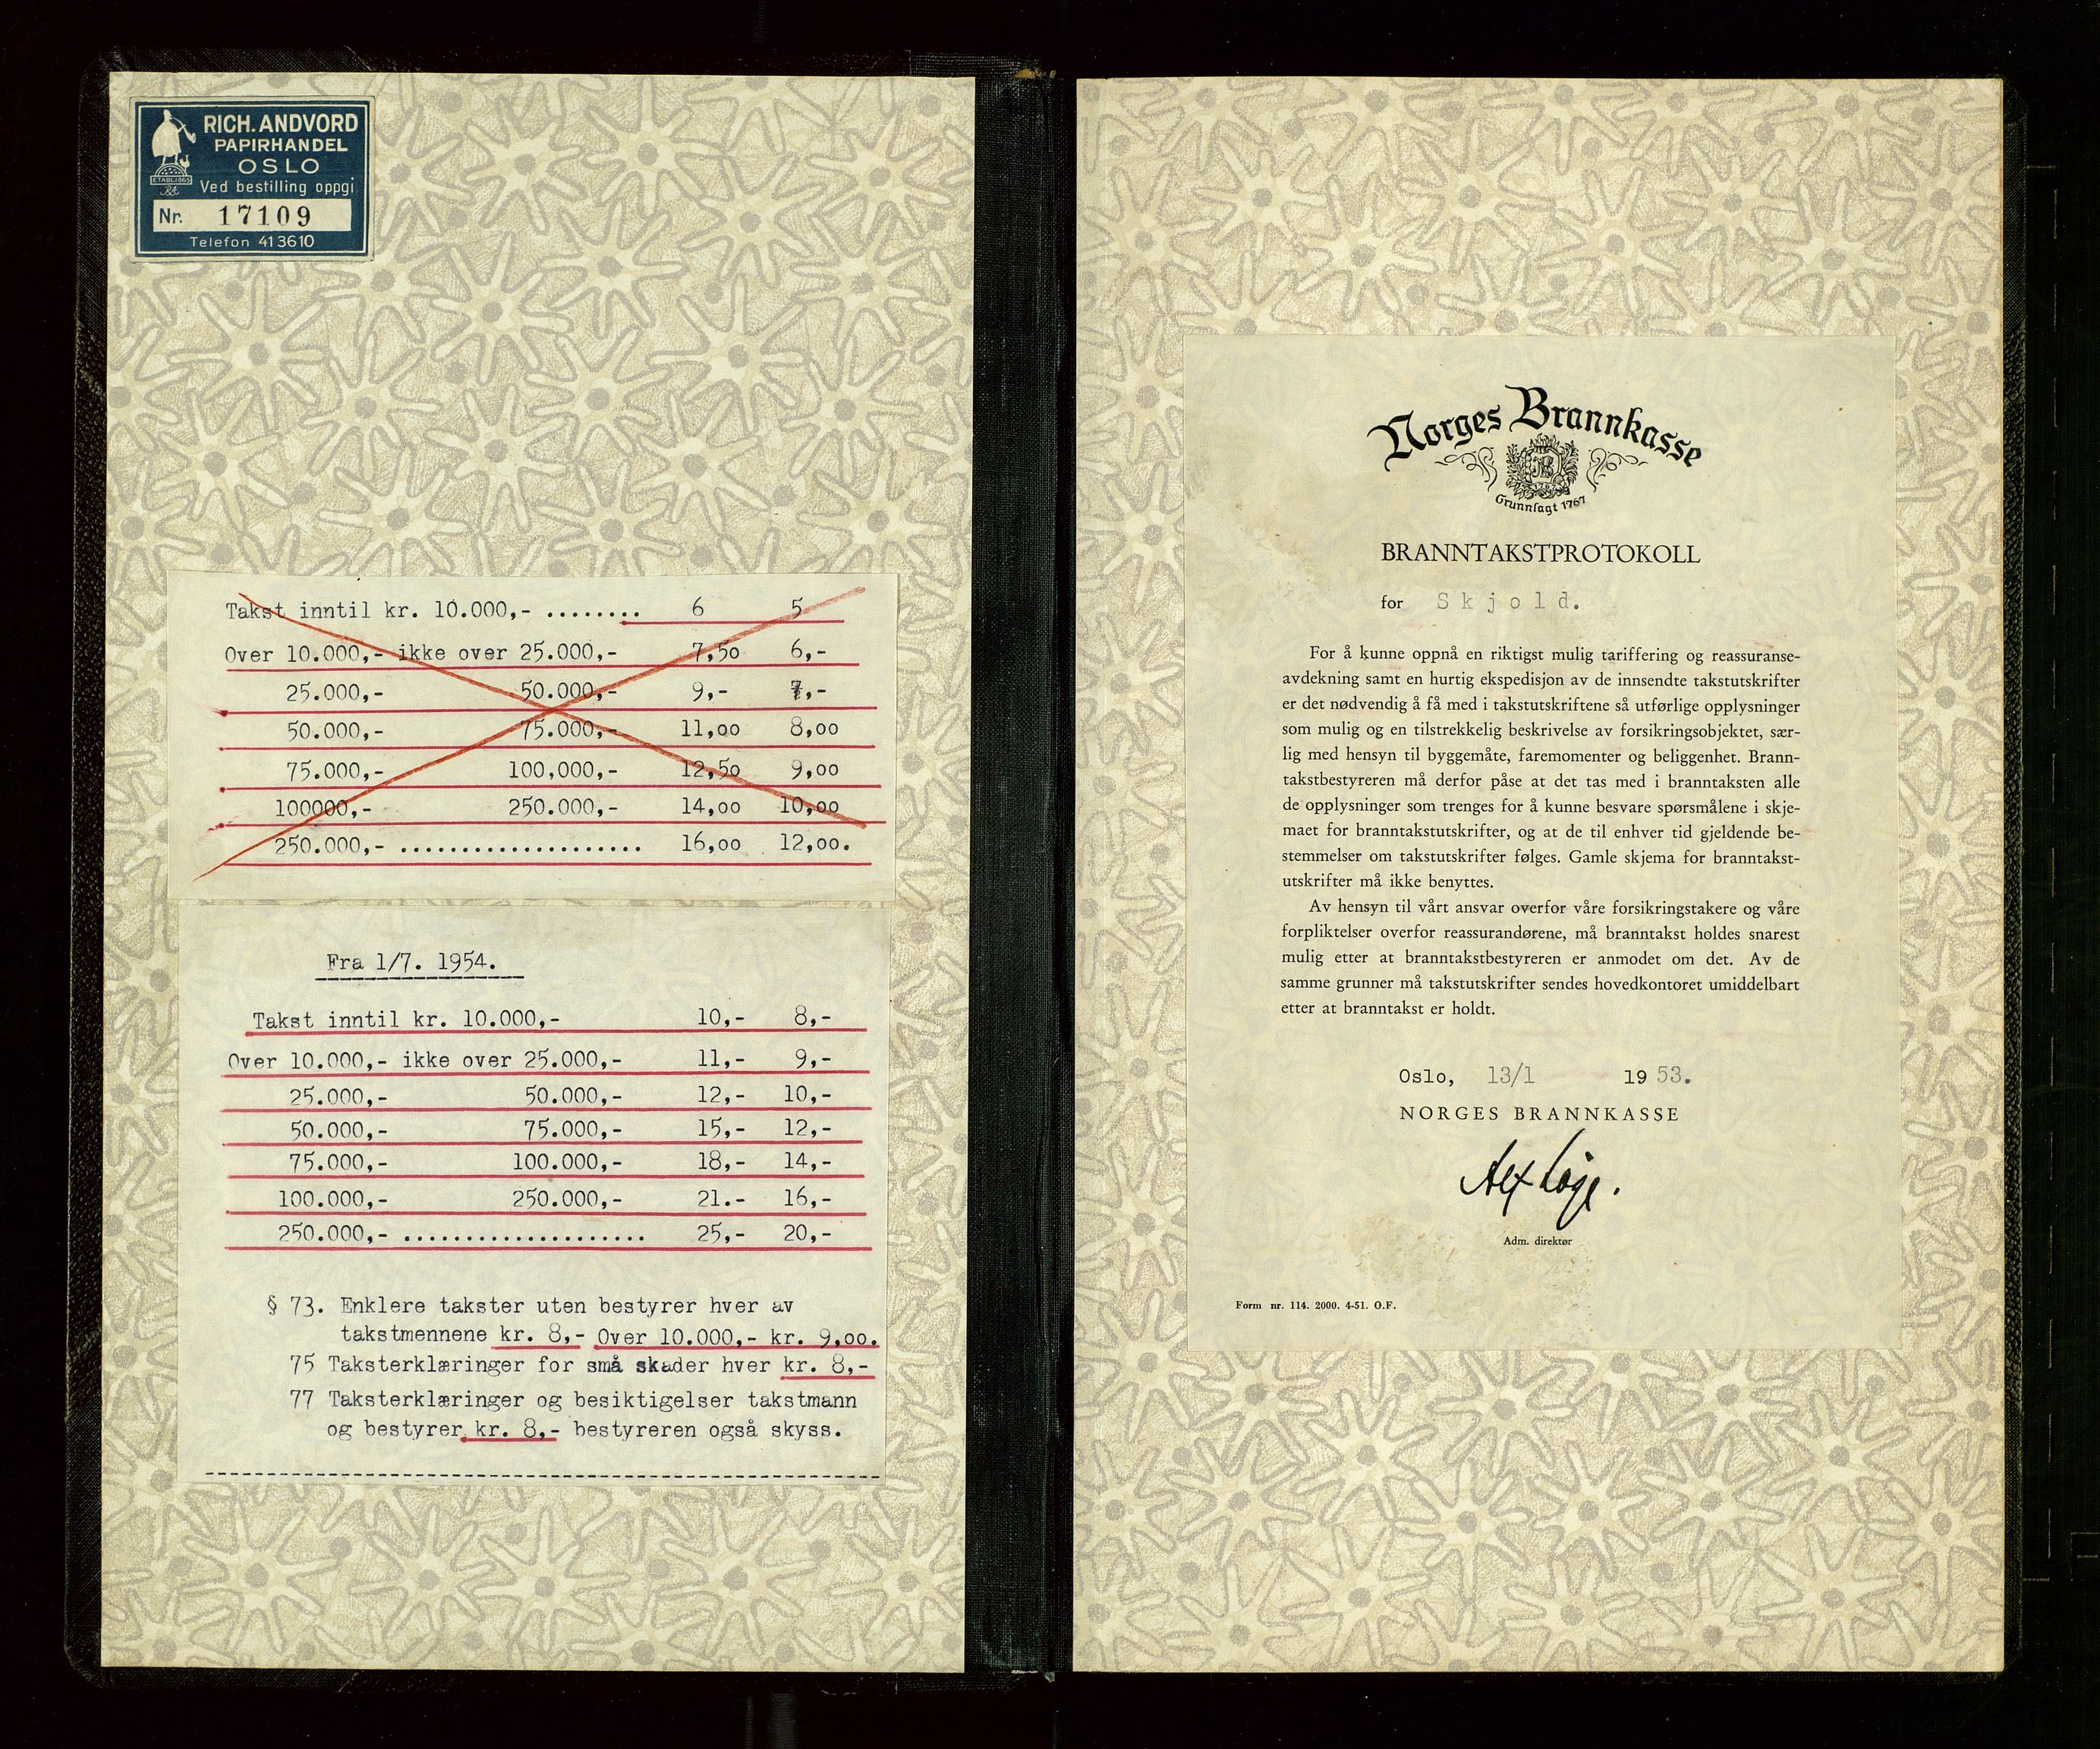 RICH. ANDVORD
PAPIRHANDEL
OSLO
ETABL. 1865
Ved bestilling oppgi
Nr. 17109
Telefon 413610
Takst inntil kr. 10.000,- ........ 6 5
Over 10.000,- ikke over 25.000,- 7,50 6,-
25.000,- 50.000,- 9,- 7,-
50.000,- 75.000,- 11,00 8,00
75.000,- 100,000,- 12,50 9,00
100000,- 250.000,- 14,00 10,00
250.000,- .................... 16,00 12,00.
Fra 1/7. 1954.
Takst inntil kr. 10.000,- 10,- 8,-
Over 10.000,- ikke over 25.000,- 11,- 9,-
25.000,- 50.000,- 12,- 10,-
50.000,- 75.000,- 15,- 12,-
75.000,- 100.000,- 18,- 14,-
100.000,- 250.000,- 21.- 16,-
250.000,- .................... 25,- 20,-
§ 73. Enklere takster uten bestyrer hver av
takstmennene kr. 8,- Over 10.000,- kr. 9,00.
75 Taksterklæringer for små skader hver kr. 8,-
77 Taksterklæringer og besiktigelser takstmann
og bestyrer kr. 8,- bestyreren også skyss.
Norges Brannkasse
Grunnlagt 1767
BRANNTAKSTPROTOKOLL
for Skjold.
For å kunne oppnå en riktigst mulig tariffering og reassuranse-
avdekning samt en hurtig ekspedisjon av de innsendte takstutskrifter
er det nødvendig å få med i takstutskriftene så utførlige opplysninger
som mulig og en tilstrekkelig beskrivelse av forsikringsobjektet, sær-
lig med hensyn til byggemåte, faremomenter og beliggenhet. Brann-
takstbestyreren må derfor påse at det tas med i branntaksten alle
de opplysninger som trenges for å kunne besvare spørsmålene i skje-
maet for branntakstutskrifter, og at de til enhver tid gjeldende be-
stemmelser om takstutskrifter følges. Gamle skjema for branntakst-
utskrifter må ikke benyttes.
Av hensyn til vårt ansvar overfor våre forsikringstakere og våre
forpliktelser overfor reassurandørene, må branntakst holdes snarest
mulig etter at branntakstbestyreren er anmodet om det. Av de
samme grunner må takstutskrifter sendes hovedkontoret umiddelbart
etter at branntakst er holdt.
Oslo, 13/1 1953.
NORGES BRANNKASSE
Adm. direktør
Form nr. 114. 2000. 4-51. O.F.